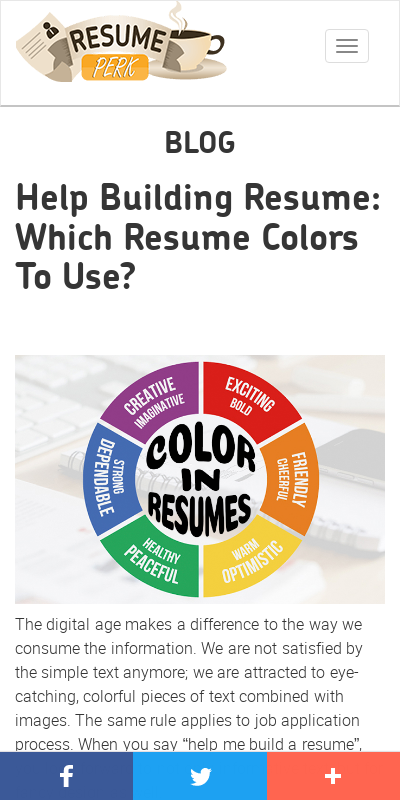 RESUME
PERK
BLOG
Help Building Resume:
Which Resume Colors
To Use?
CREATIVE
IMAGINATIVE
EXCITING
BOLD
FRIENDLY
CHEERFUL
WARM
OPTIMISTIC
HEALTHY
PEACEFUL
STRONG
DEPENDABLE
COLOR
IN
RESUMES
The digital age makes a difference to the way we
consume the information. We are not satisfied by
the simple text anymore; we are attracted to eye-
catching, colorful pieces of text combined with
images. The same rule applies to job application
process. When you say “help me build a resume”,